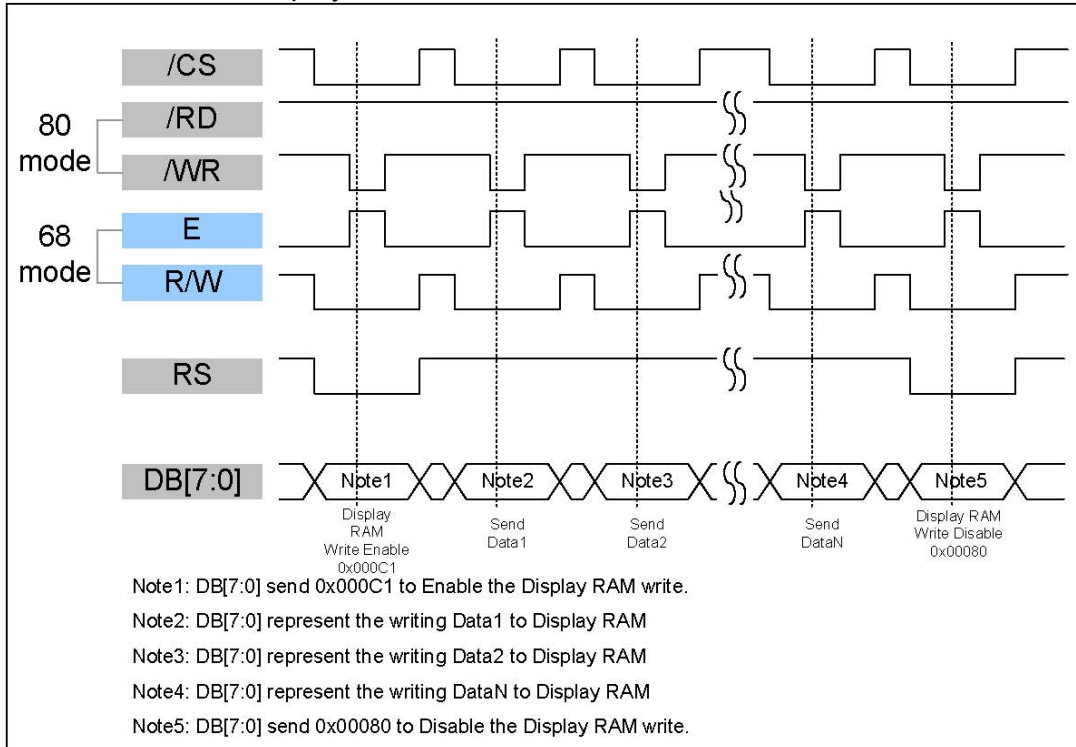 /CS
80
mode
/RD
/WR
68
mode
E
R/W
RS
DB[7:0]
Note1 Note2 Note3 Note4 Note5
Display
RAM
Write Enable
0x000C1
Send
Data1
Send
Data2
Send
DataN
Display RAM
Write Disable
0x00080
Note1: DB[7:0] send 0x000C1 to Enable the Display RAM write.
Note2: DB[7:0] represent the writing Data1 to Display RAM
Note3: DB[7:0] represent the writing Data2 to Display RAM
Note4: DB[7:0] represent the writing DataN to Display RAM
Note5: DB[7:0] send 0x00080 to Disable the Display RAM write.